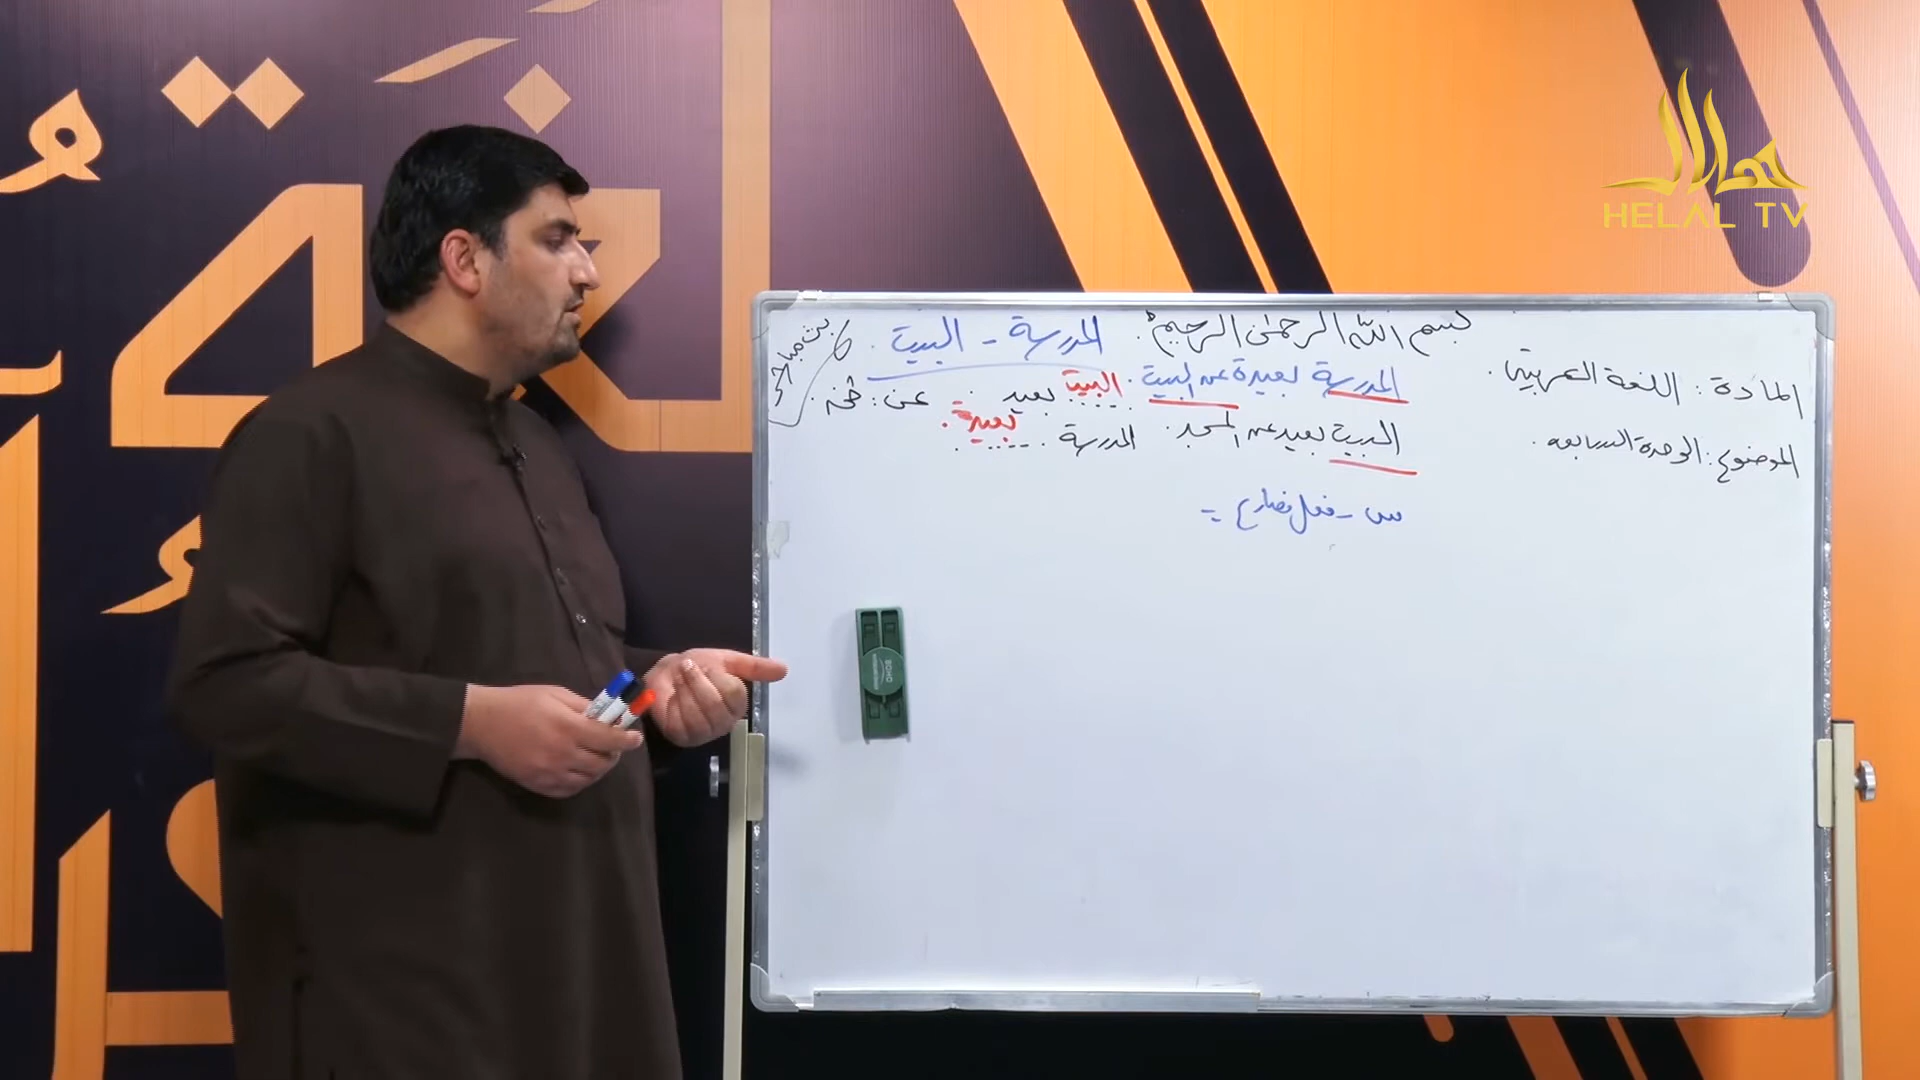 بسم الله الرحمن الرحيم
المادة: اللغة العربية.
الموضوع: الوحدة السابعة.
المدرسة - البيت.
المدرسة بعيدة عن البيت. البيت بعيد. عن:
البيت بعيد عن المسجد. المدرسة بعيدة.
س - فعل مضارع =
هلال
HELAL TV